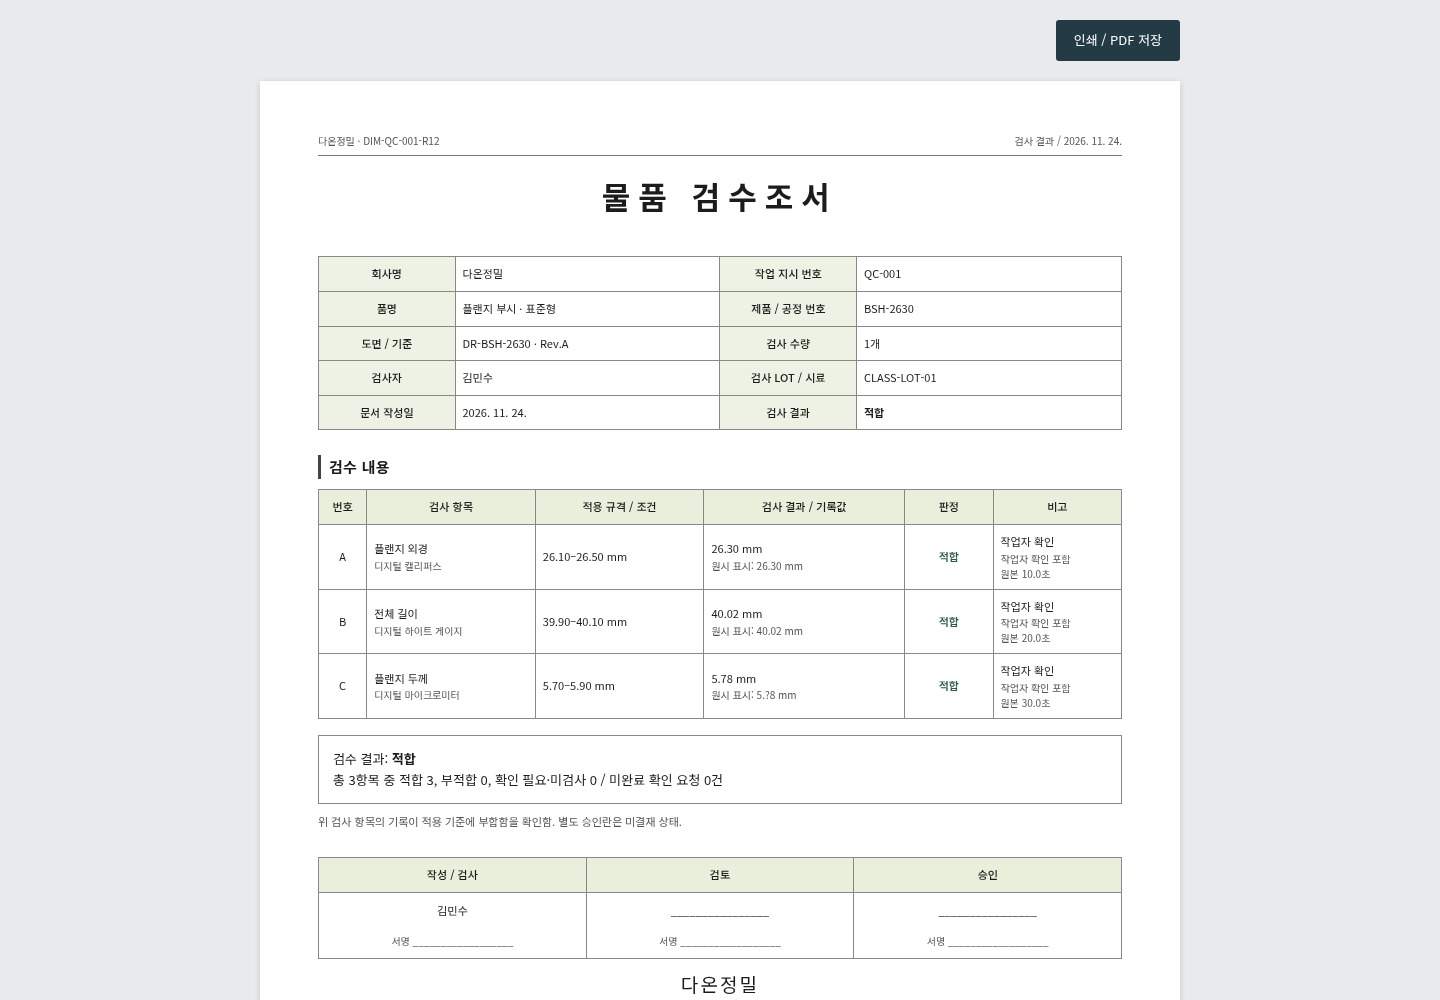 인쇄 / PDF 저장
다온정밀 · DIM-QC-001-R12
검사 결과 / 2026. 11. 24.
물품 검수조서
회사명 다온정밀 작업 지시 번호 QC-001
품명 플랜지 부시 · 표준형 제품 / 공정 번호 BSH-2630
도면 / 기준 DR-BSH-2630 · Rev.A 검사 수량 1개
검사자 김민수 검사 LOT / 시료 CLASS-LOT-01
문서 작성일 2026. 11. 24. 검사 결과 적합
검수 내용
번호 검사 항목 적용 규격 / 조건 검사 결과 / 기록값 판정 비고
A
플랜지 외경
디지털 캘리퍼스
26.10–26.50 mm
26.30 mm
원시 표시: 26.30 mm
적합
작업자 확인
작업자 확인 포함
원본 10.0초
B
전체 길이
디지털 하이트 게이지
39.90–40.10 mm
40.02 mm
원시 표시: 40.02 mm
적합
작업자 확인
작업자 확인 포함
원본 20.0초
C
플랜지 두께
디지털 마이크로미터
5.70–5.90 mm
5.78 mm
원시 표시: 5.?8 mm
적합
작업자 확인
작업자 확인 포함
원본 30.0초
검수 결과: 적합
총 3항목 중 적합 3, 부적합 0, 확인 필요·미검사 0 / 미완료 확인 요청 0건
위 검사 항목의 기록이 적용 기준에 부합함을 확인함. 별도 승인란은 미결재 상태.
작성 / 검사 검토 승인
김민수 ________________ ________________
서명 __________________ 서명 __________________ 서명 __________________
다온정밀